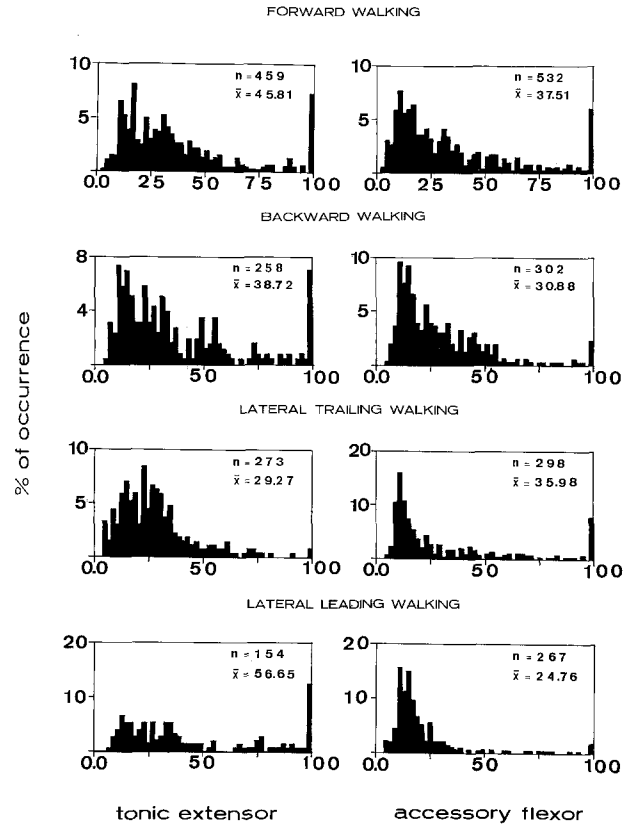 FORWARD WALKING
10
5
0.0 25 50 75 100
n = 459
x̄ = 45.81
10
5
0.0 25 50 75 100
n = 532
x̄ = 37.51
BACKWARD WALKING
8
4
0.0 50 100
n = 258
x̄ = 38.72
10
5
0.0 50 100
n = 302
x̄ = 30.88
LATERAL TRAILING WALKING
10
5
0.0 50 100
n = 273
x̄ = 29.27
20
10
0.0 50 100
n = 298
x̄ = 35.98
LATERAL LEADING WALKING
20
10
0.0 50 100
n = 154
x̄ = 56.65
20
10
0.0 50 100
n = 267
x̄ = 24.76
% of occurrence
tonic extensor
accessory flexor